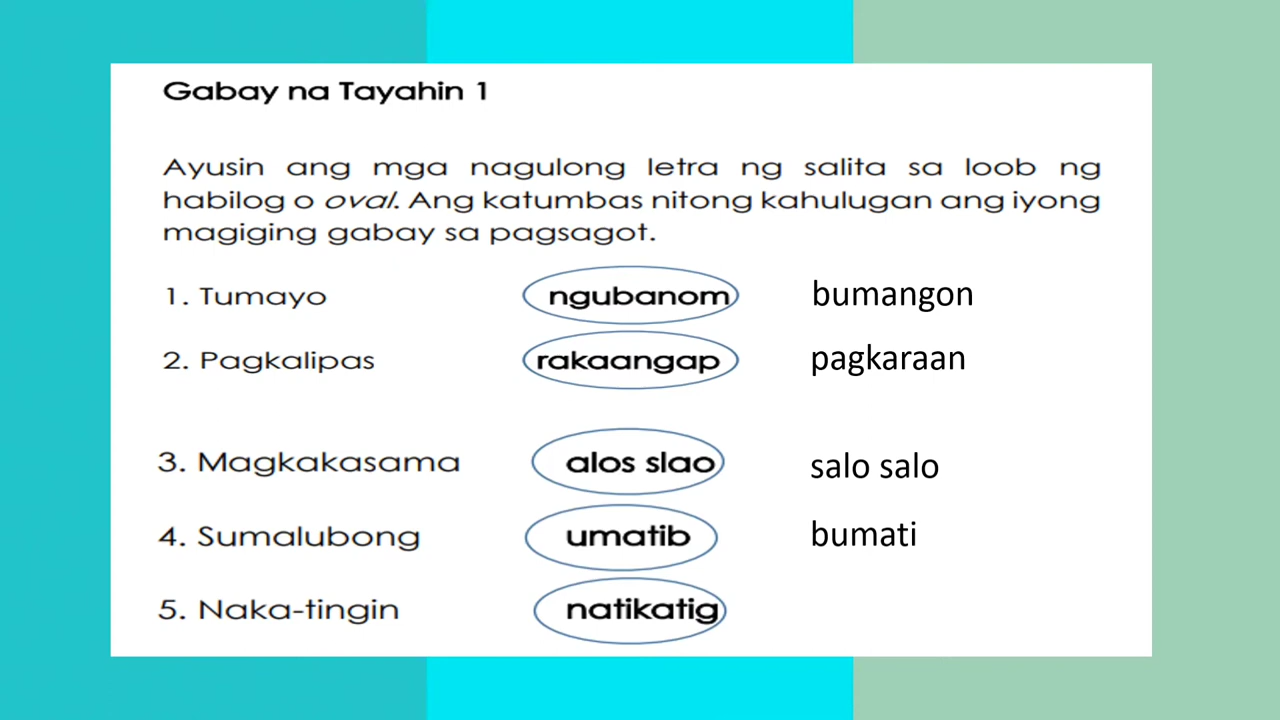 Gabay na Tayahin 1
Ayusin ang mga nagulong letra ng salita sa loob ng
habilog o oval. Ang katumbas nitong kahulugan ang iyong
magiging gabay sa pagsagot.
1. Tumayo ngubanom bumangon
2. Pagkalipas rakaangap pagkaraan
3. Magkakasama alos slao salo salo
4. Sumalubong umatib bumati
5. Naka-tingin natikatig